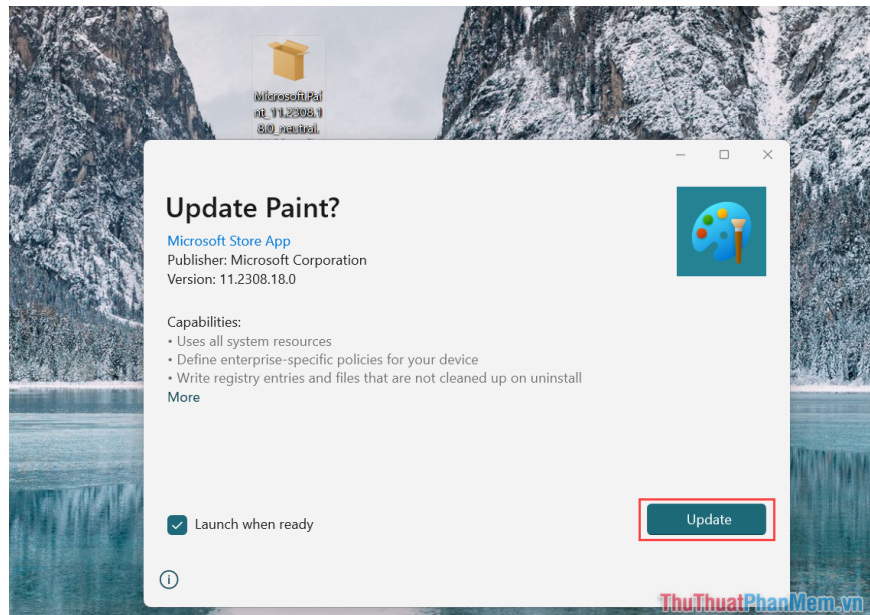 Microsoft.Pai
nt_11.2308.1
8.0_neutral.
Update Paint?
Microsoft Store App
Publisher: Microsoft Corporation
Version: 11.2308.18.0
Capabilities:
• Uses all system resources
• Define enterprise-specific policies for your device
• Write registry entries and files that are not cleaned up on uninstall
More
Launch when ready
Update
ThuThuatPhanMem.vn